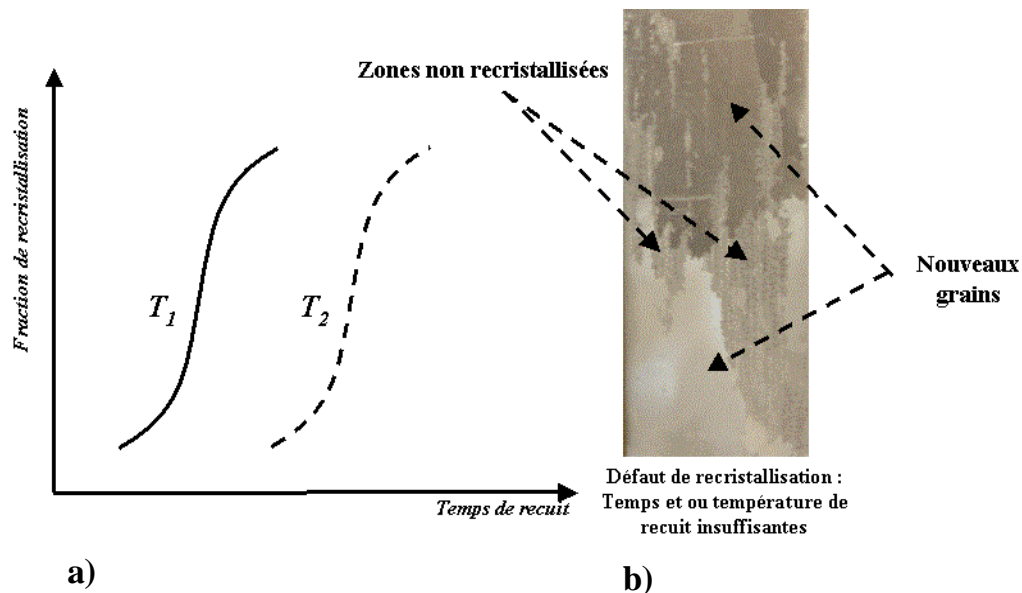 Fraction de recristallisation
T1
T2
Temps de recuit
a)
Zones non recristallisées
Nouveaux
grains
Défaut de recristallisation :
Temps et ou température de
recuit insuffisantes
b)